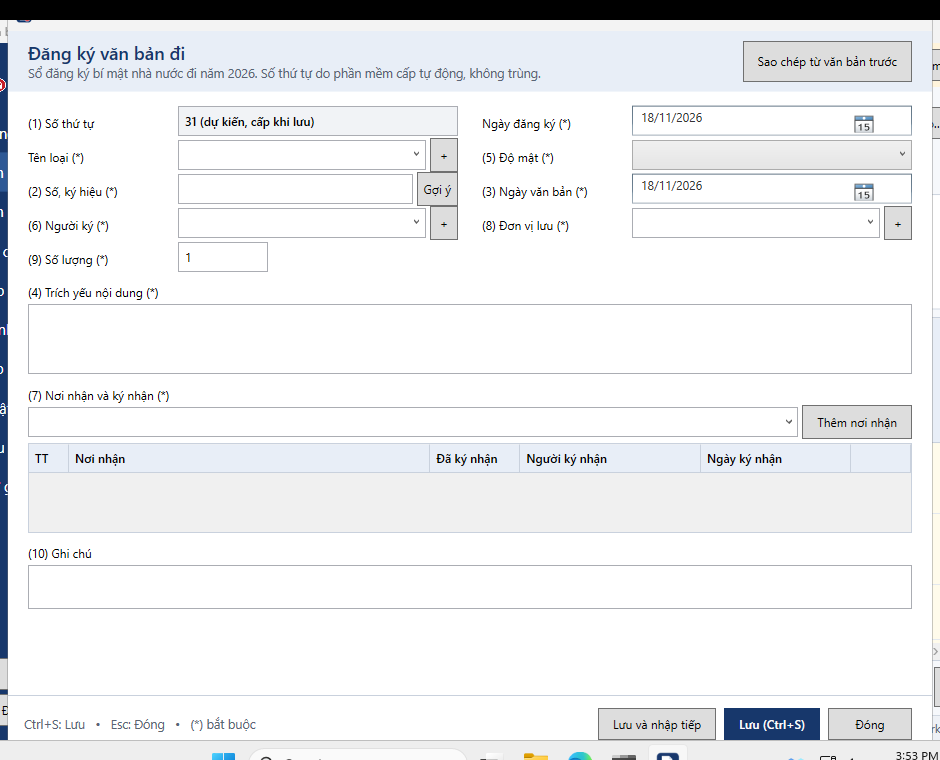 Đăng ký văn bản đi
Sổ đăng ký bí mật nhà nước đi năm 2026. Số thứ tự do phần mềm cấp tự động, không trùng.
Sao chép từ văn bản trước
(1) Số thứ tự
31 (dự kiến, cấp khi lưu)
Ngày đăng ký (*)
18/11/2026
15
Tên loại (*)
+
(5) Độ mật (*)
(2) Số, ký hiệu (*)
Gợi ý
(3) Ngày văn bản (*)
18/11/2026
15
(6) Người ký (*)
+
(8) Đơn vị lưu (*)
+
(9) Số lượng (*)
1
(4) Trích yếu nội dung (*)
(7) Nơi nhận và ký nhận (*)
Thêm nơi nhận
TT
Nơi nhận
Đã ký nhận
Người ký nhận
Ngày ký nhận
(10) Ghi chú
Ctrl+S: Lưu • Esc: Đóng • (*) bắt buộc
Lưu và nhập tiếp
Lưu (Ctrl+S)
Đóng
3:53 PM